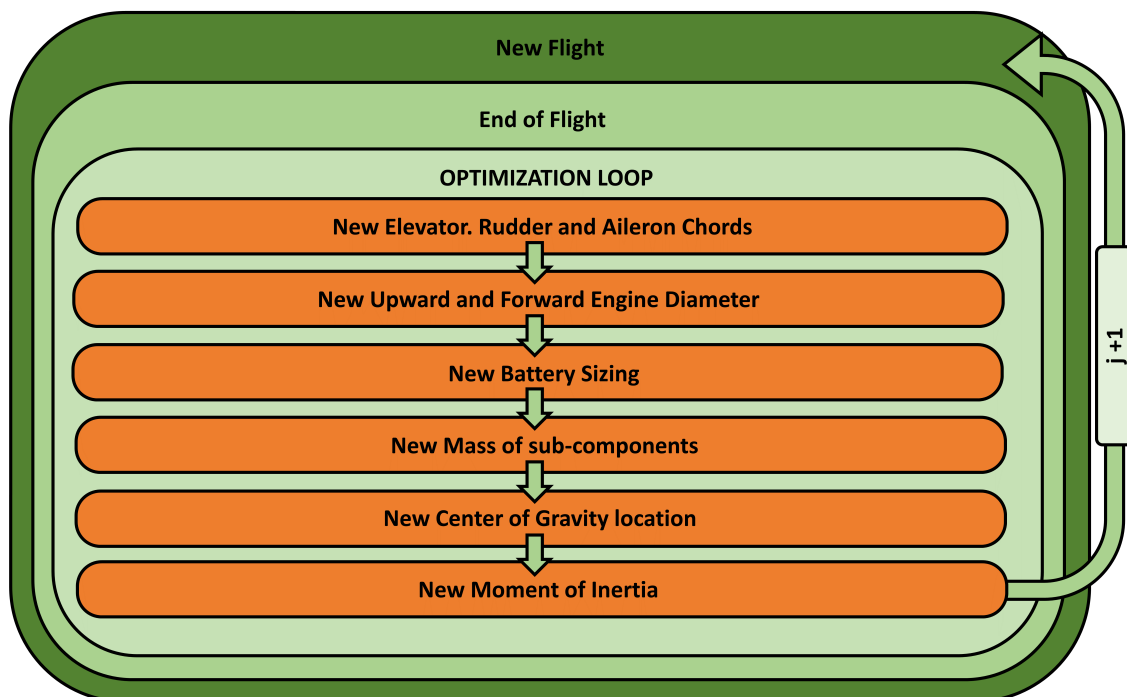 New Flight
End of Flight
OPTIMIZATION LOOP
New Elevator. Rudder and Aileron Chords
New Upward and Forward Engine Diameter
New Battery Sizing
New Mass of sub-components
New Center of Gravity location
New Moment of Inertia
j +1